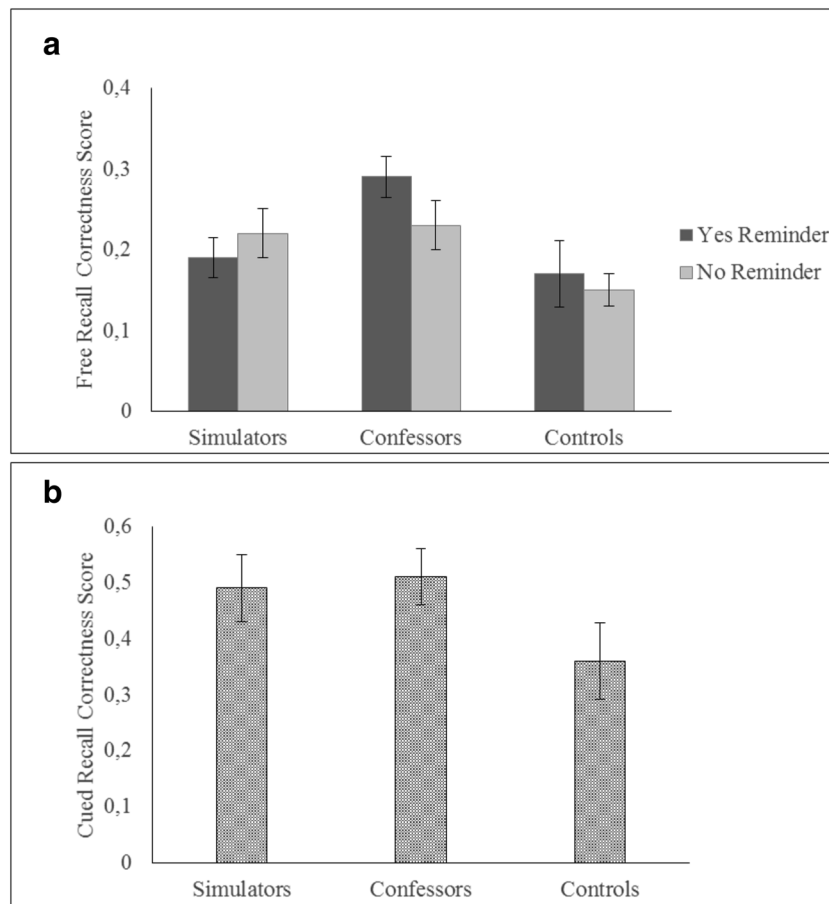 a
Free Recall Correctness Score
0,4
0,3
0,2
0,1
0
Simulators Confessors Controls
Yes Reminder
No Reminder
b
Cued Recall Correctness Score
0,6
0,5
0,4
0,3
0,2
0,1
0
Simulators Confessors Controls